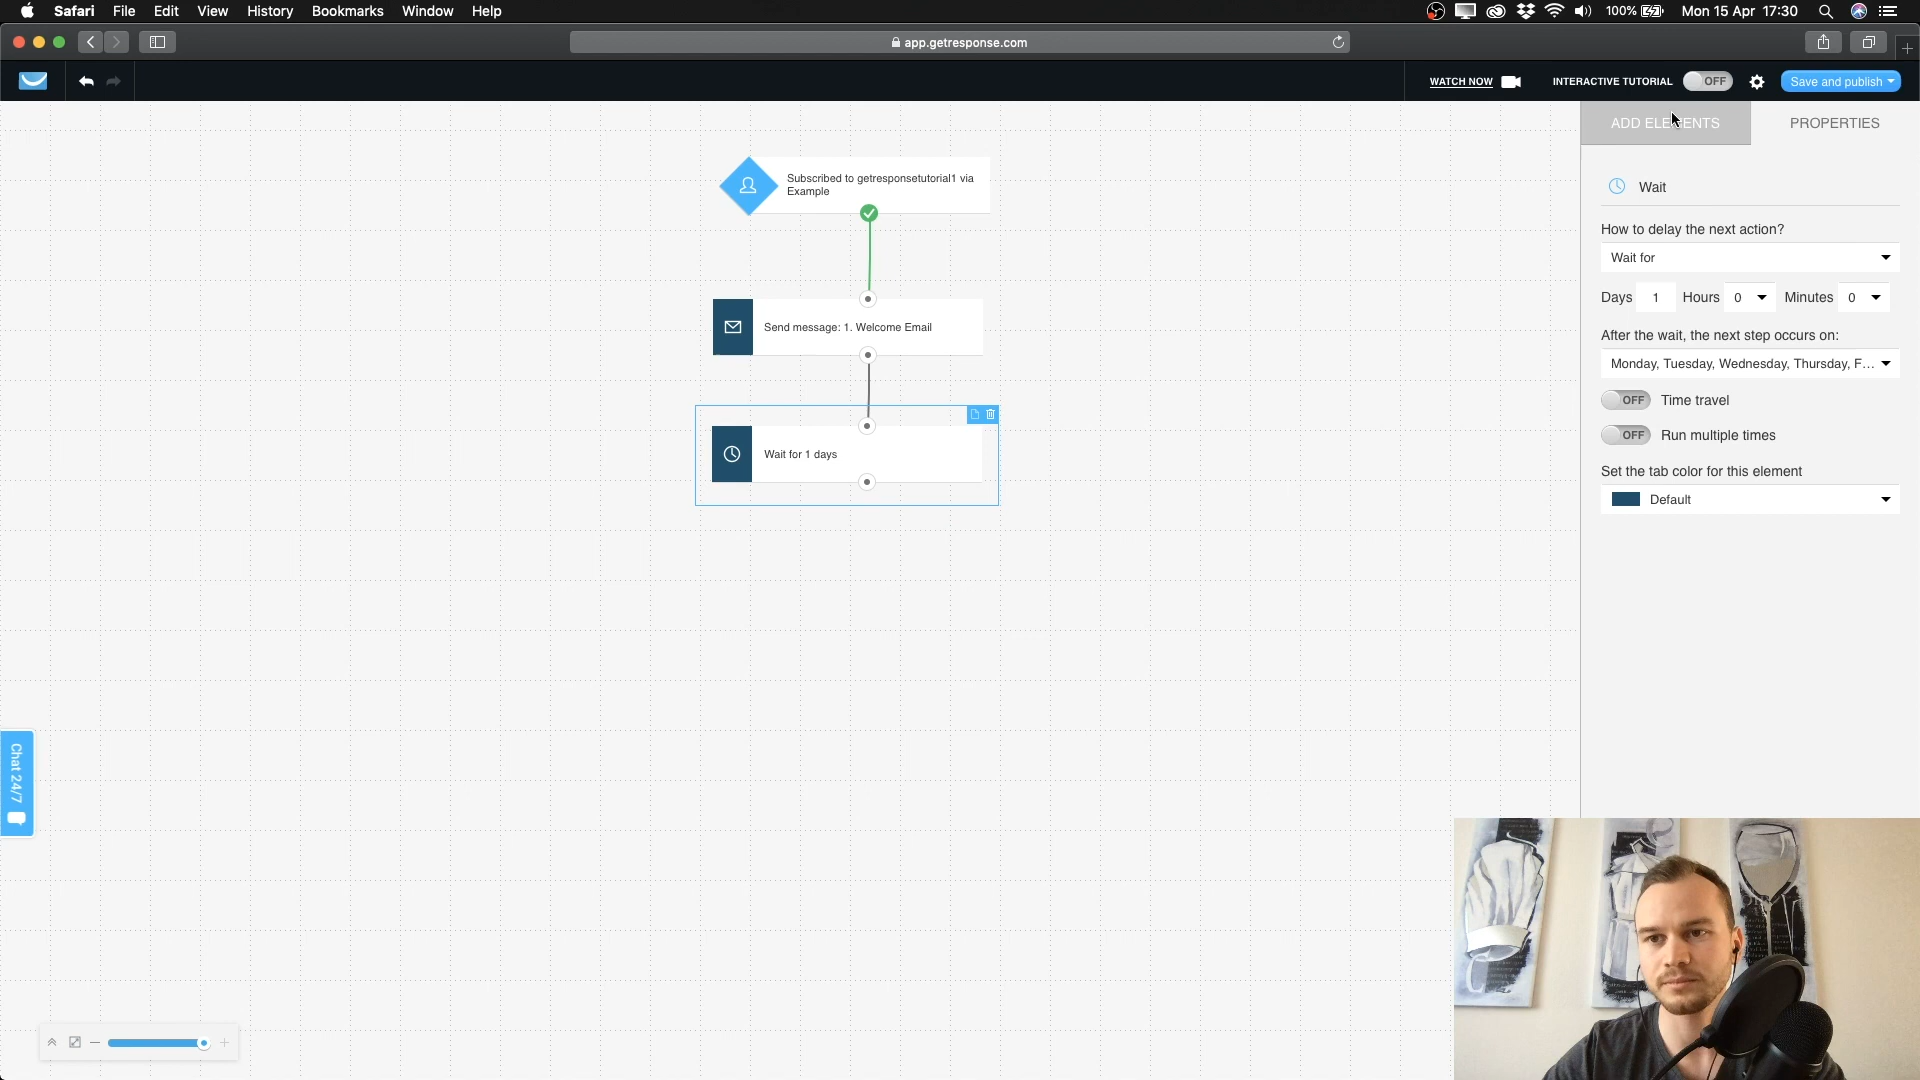 Safari File Edit View History Bookmarks Window Help 100% Mon 15 Apr 17:30
app.getresponse.com
WATCH NOW INTERACTIVE TUTORIAL OFF Save and publish
ADD ELEMENTS PROPERTIES
Subscribed to getresponsetutorial1 via
Example
Send message: 1. Welcome Email
Wait for 1 days
Wait
How to delay the next action?
Wait for
Days 1 Hours 0 Minutes 0
After the wait, the next step occurs on:
Monday, Tuesday, Wednesday, Thursday, F...
OFF Time travel
OFF Run multiple times
Set the tab color for this element
Default
Chat 24/7